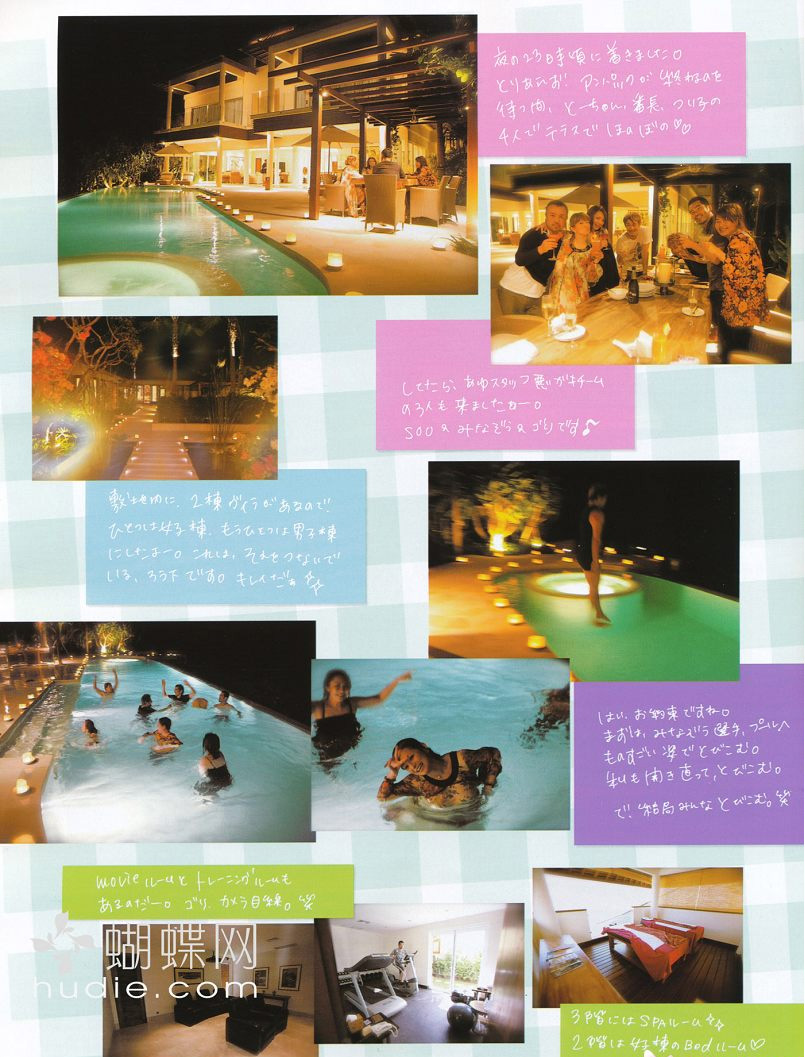 夜の23時頃に着きました。
とりあえず！アンパックが終わるのを
待つ間、とーちゃん、番長、つり子の
4人でテラスでほのぼの♡♡
してたら、あゆスタッフ悪ガキチーム
の3人も来ましたよー。
SOO&みなぞう&ゴリです♪
敷地内に、2棟ヴィラがあるので、
ひとつは女子棟、もうひとつは男子棟
にしたよー。これは、それをつないで
いる、ろう下です。キレイだぁ☆☆
はい、お約束ですね。
まずは、みなぞう選手、プールへ
ものすごい姿でとびこむ。
私も開き直って、とびこむ。
で、結局みんなとびこむ。笑
movieルームとトレーニングルームも
あるのだー。ゴリ、カメラ目線。笑
蝴蝶网
hudie.com
3階にはSPAルーム☆☆
2階は女子棟のBedルーム♡